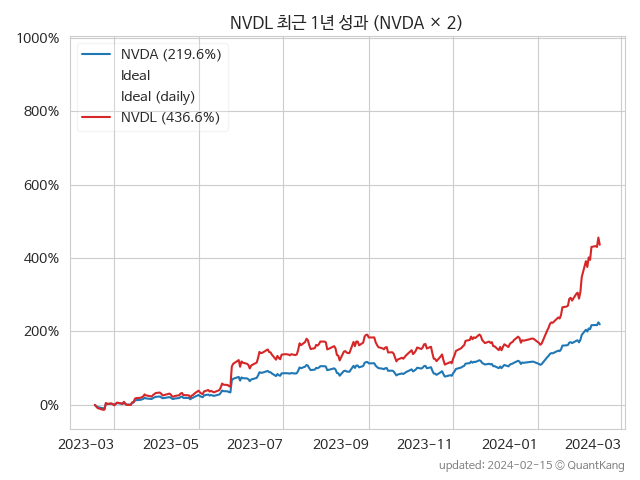 NVDL 최근 1년 성과 (NVDA × 2)
1000%
800%
600%
400%
200%
0%
NVDA (219.6%)
Ideal
Ideal (daily)
NVDL (436.6%)
2023-03 2023-05 2023-07 2023-09 2023-11 2024-01 2024-03
updated: 2024-02-15 © QuantKang